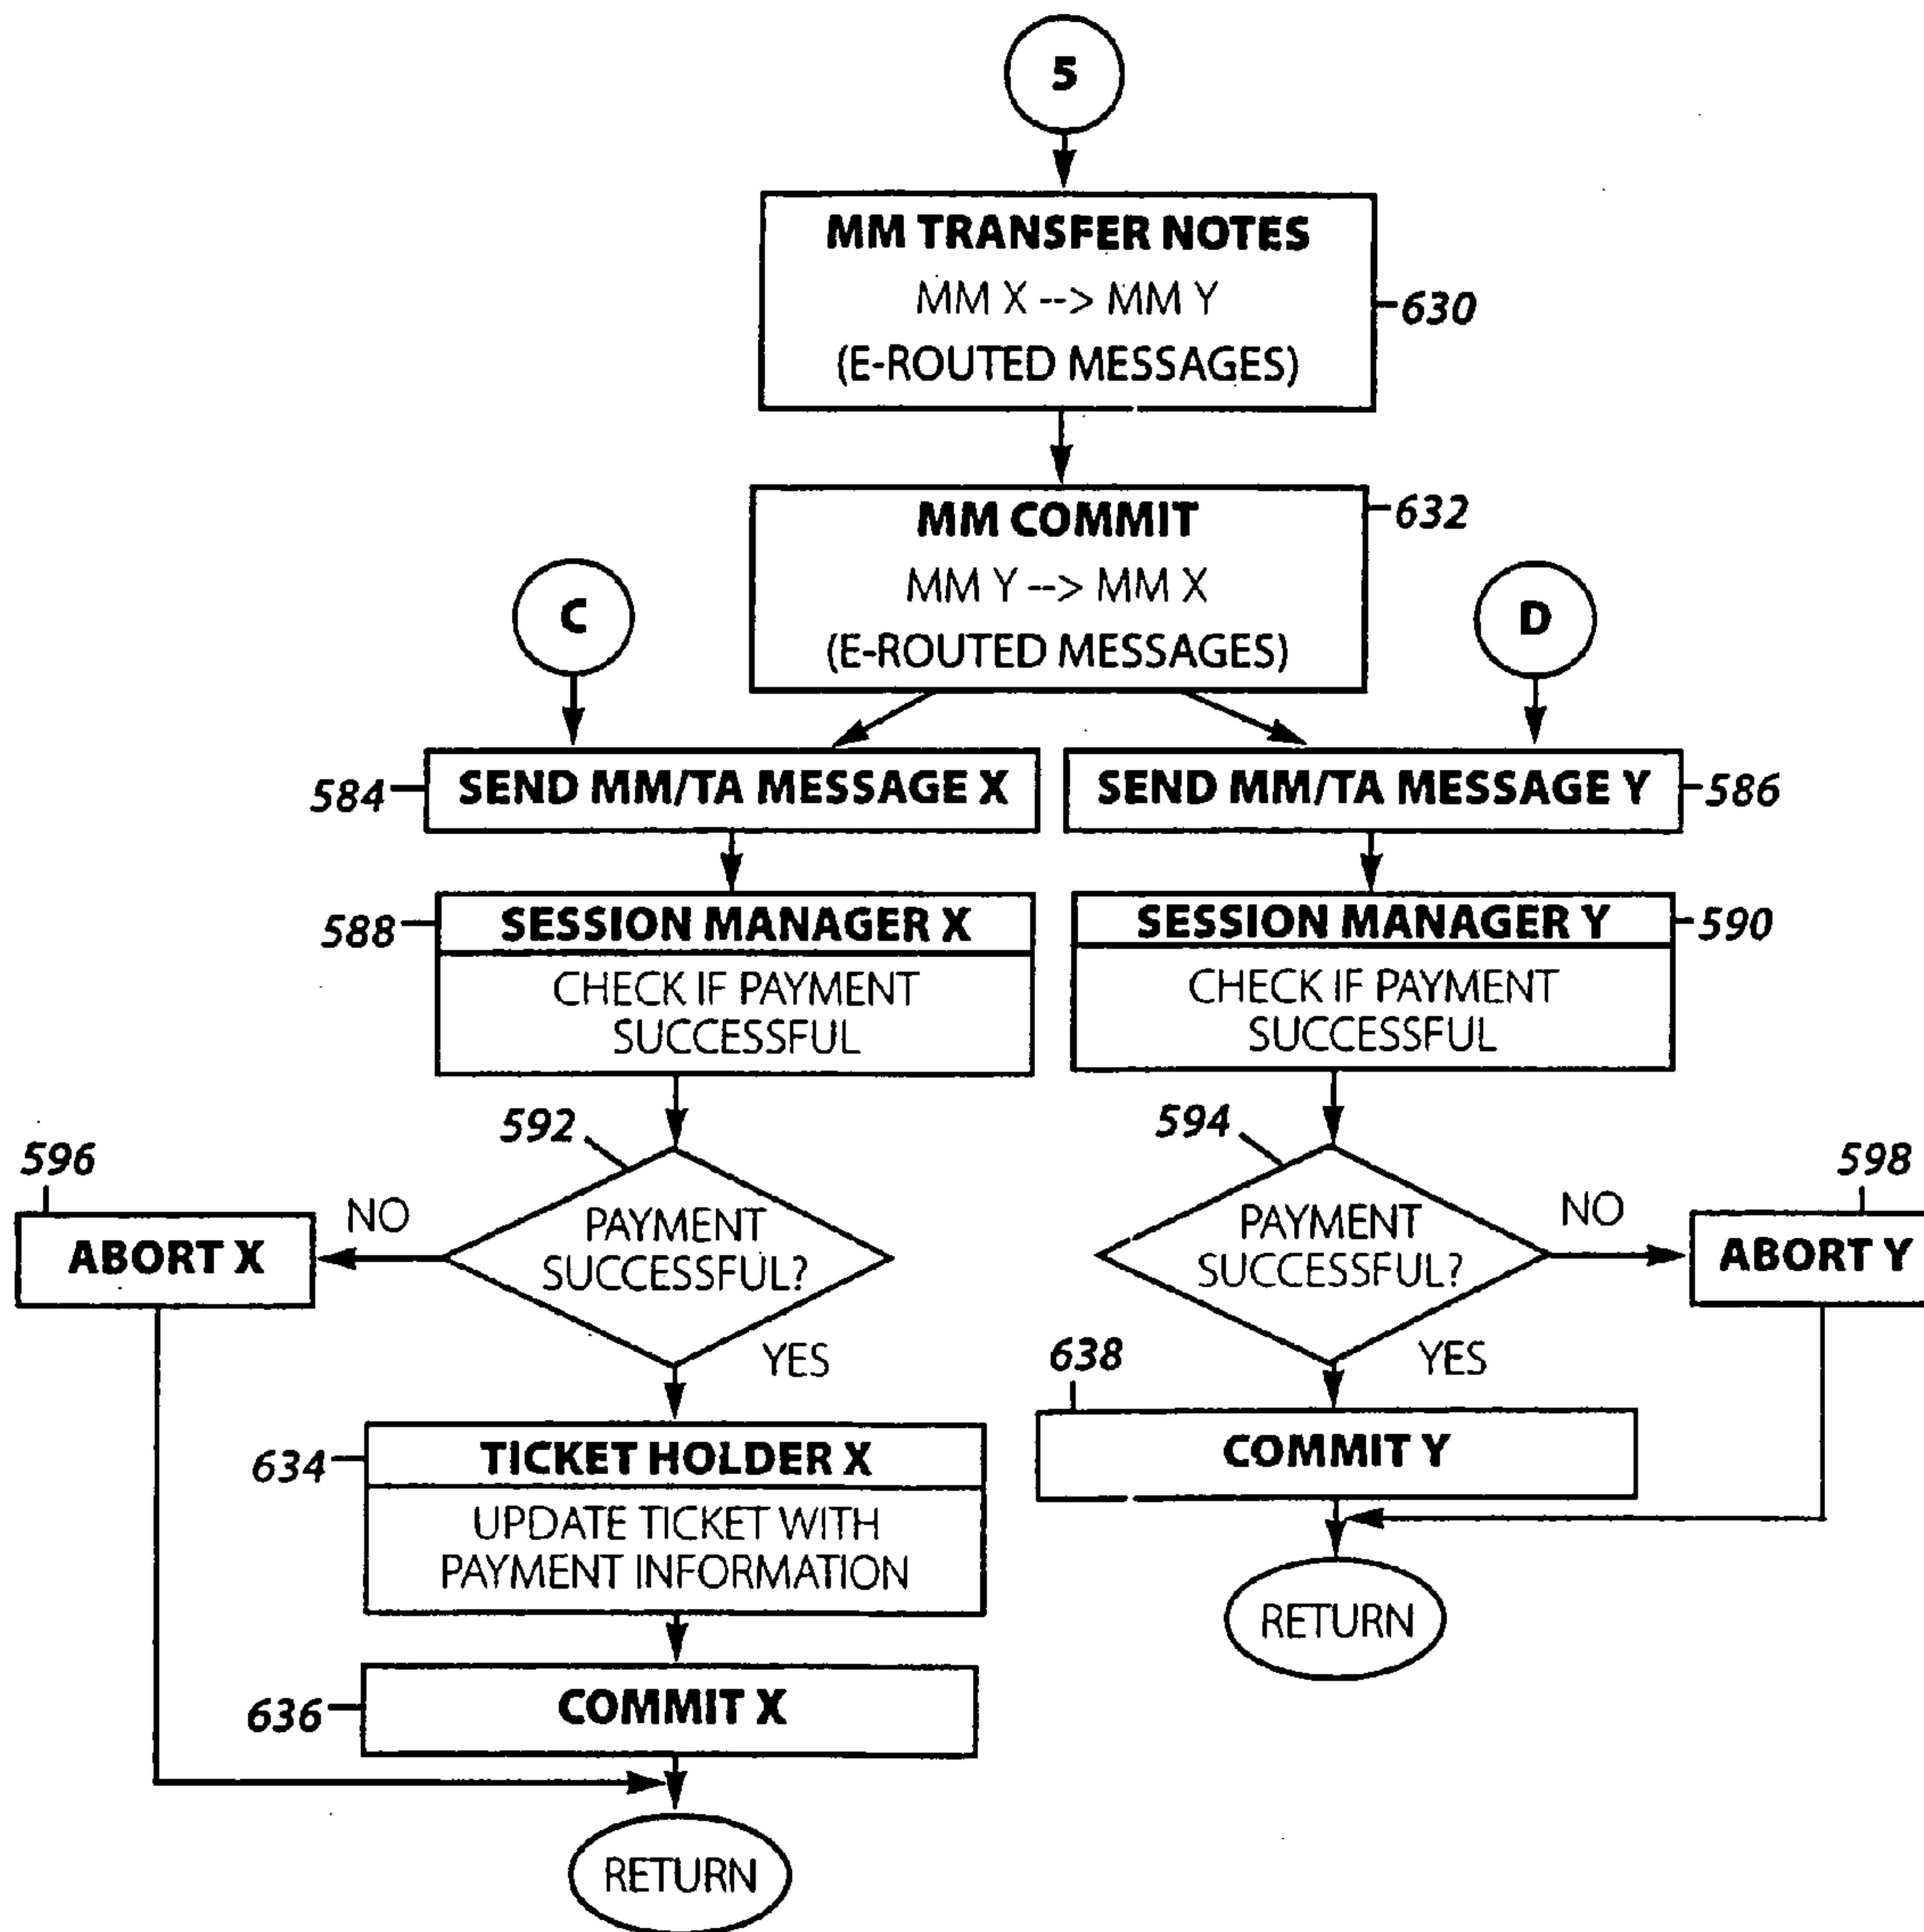 5
MM TRANSFER NOTES
MM X --> MM Y
(E-ROUTED MESSAGES)
630
MM COMMIT
632
MM Y --> MM X
(E-ROUTED MESSAGES)
C
D
584
SEND MM/TA MESSAGE X
SEND MM/TA MESSAGE Y
586
588
SESSION MANAGER X
CHECK IF PAYMENT
SUCCESSFUL
SESSION MANAGER Y
590
CHECK IF PAYMENT
SUCCESSFUL
592
594
596
598
NO
PAYMENT
SUCCESSFUL?
ABORT X
YES
PAYMENT
SUCCESSFUL?
NO
ABORT Y
YES
638
634
TICKET HOLDER X
UPDATE TICKET WITH
PAYMENT INFORMATION
COMMIT Y
RETURN
636
COMMIT X
RETURN